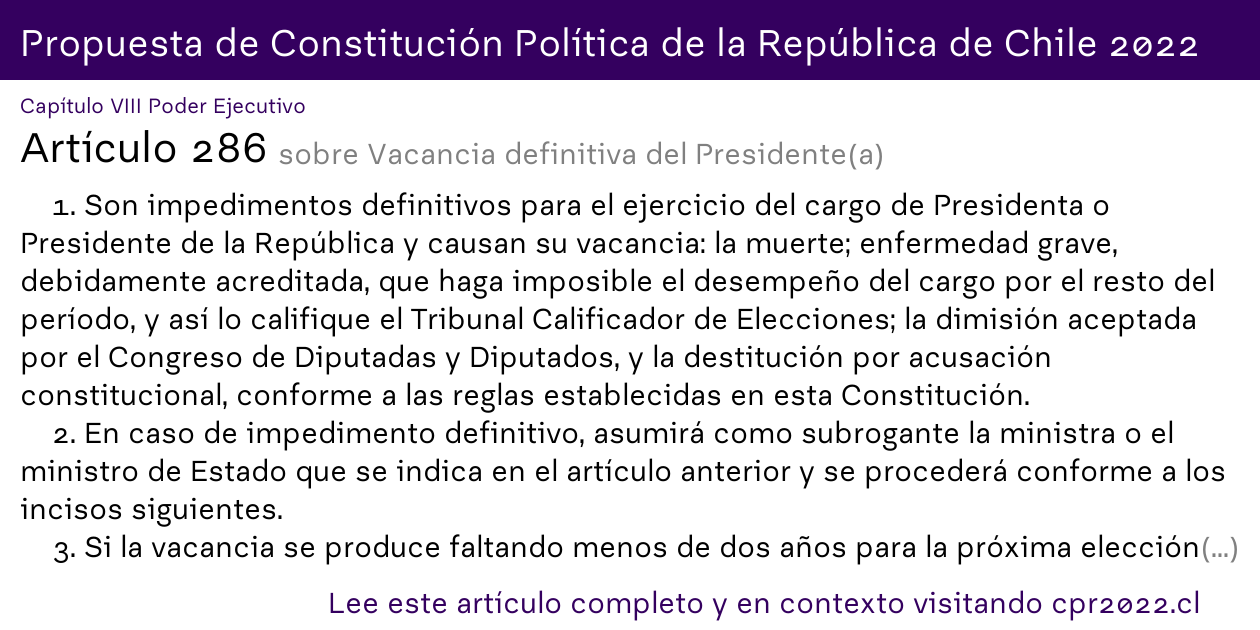 Propuesta de Constitución Política de la República de Chile 2022
Capítulo VIII Poder Ejecutivo
Artículo 286 sobre Vacancia definitiva del Presidente(a)
1. Son impedimentos definitivos para el ejercicio del cargo de Presidenta o
Presidente de la República y causan su vacancia: la muerte; enfermedad grave,
debidamente acreditada, que haga imposible el desempeño del cargo por el resto del
período, y así lo califique el Tribunal Calificador de Elecciones; la dimisión aceptada
por el Congreso de Diputadas y Diputados, y la destitución por acusación
constitucional, conforme a las reglas establecidas en esta Constitución.
2. En caso de impedimento definitivo, asumirá como subrogante la ministra o el
ministro de Estado que se indica en el artículo anterior y se procederá conforme a los
incisos siguientes.
3. Si la vacancia se produce faltando menos de dos años para la próxima elección(...)
Lee este artículo completo y en contexto visitando cpr2022.cl